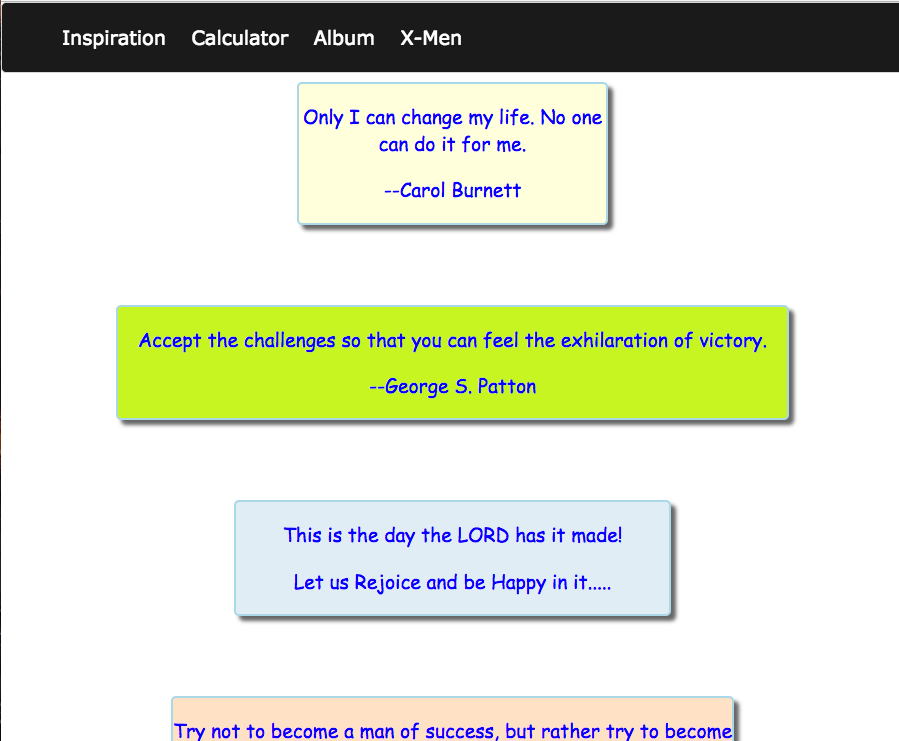 Inspiration Calculator Album X-Men
Only I can change my life. No one
can do it for me.
--Carol Burnett
Accept the challenges so that you can feel the exhilaration of victory.
--George S. Patton
This is the day the LORD has it made!
Let us Rejoice and be Happy in it.....
Try not to become a man of success, but rather try to become